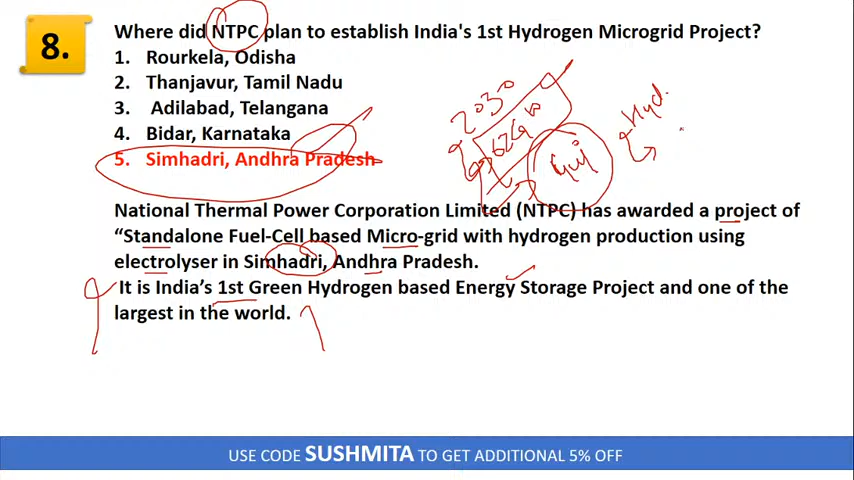 8.
Where did NTPC plan to establish India's 1st Hydrogen Microgrid Project?
1. Rourkela, Odisha
2. Thanjavur, Tamil Nadu
3. Adilabad, Telangana
4. Bidar, Karnataka
5. Simhadri, Andhra Pradesh
2030
Hyd.
Guj
National Thermal Power Corporation Limited (NTPC) has awarded a project of
“Standalone Fuel-Cell based Micro-grid with hydrogen production using
electrolyser in Simhadri, Andhra Pradesh.
It is India’s 1st Green Hydrogen based Energy Storage Project and one of the
largest in the world.
USE CODE SUSHMITA TO GET ADDITIONAL 5% OFF